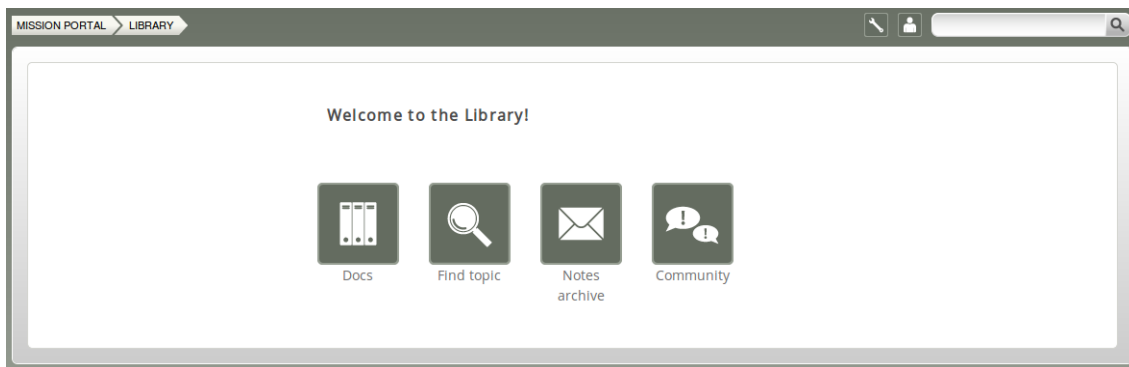 MISSION PORTAL LIBRARY
Welcome to the Library!
Docs Find topic Notes archive Community